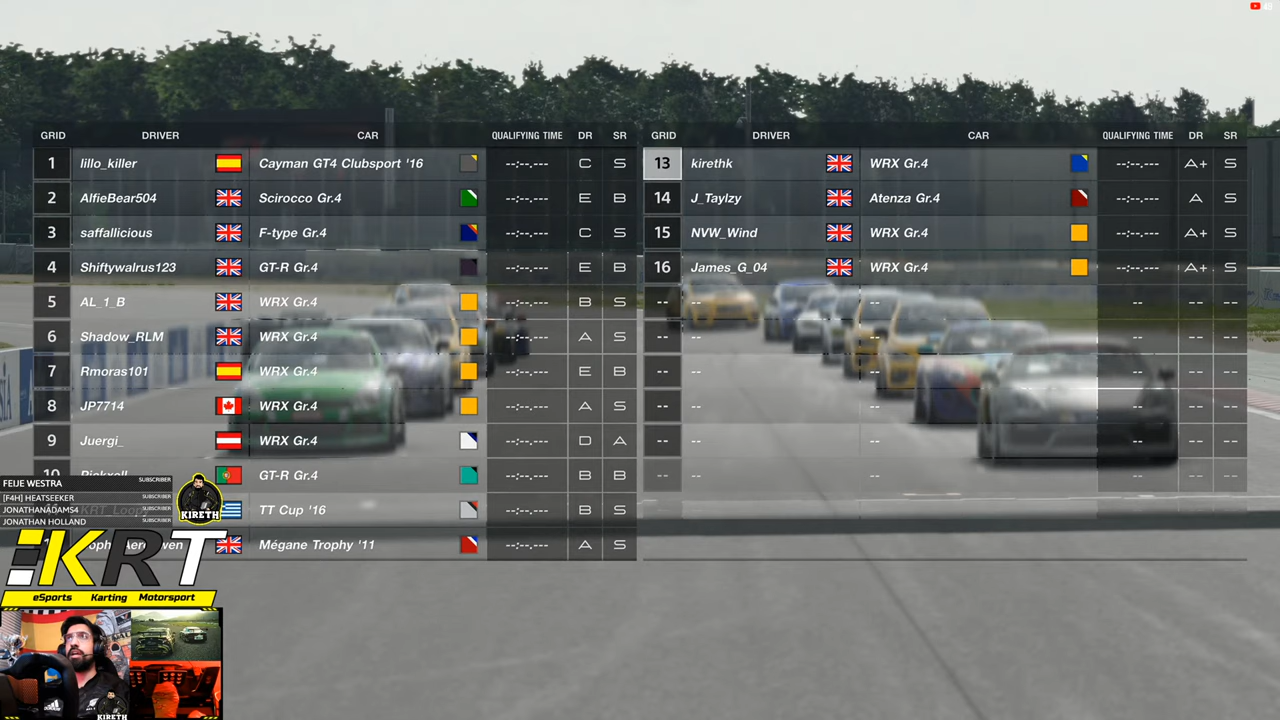 GRID DRIVER CAR QUALIFYING TIME DR SR
1 lillo_killer Cayman GT4 Clubsport '16 --:--,--- C S
2 AlfieBear504 Scirocco Gr.4 --:--,--- E B
3 saffallicious F-type Gr.4 --:--,--- C S
4 Shiftywalrus123 GT-R Gr.4 --:--,--- E B
5 AL_1_B WRX Gr.4 --:--,--- B S
6 Shadow_RLM WRX Gr.4 --:--,--- A S
7 Rmoras101 WRX Gr.4 --:--,--- E B
8 JP7714 WRX Gr.4 --:--,--- A S
9 Juergi_ WRX Gr.4 --:--,--- D A
10 GT-R Gr.4 --:--,--- B B
TT Cup '16 --:--,--- B S
Mégane Trophy '11 --:--,--- A S
GRID DRIVER CAR QUALIFYING TIME DR SR
13 kirethk WRX Gr.4 --:--,--- A+ S
14 J_Taylzy Atenza Gr.4 --:--,--- A S
15 NVW_Wind WRX Gr.4 --:--,--- A+ S
16 James_G_04 WRX Gr.4 --:--,--- A+ S
-- -- -- -- -- --
-- -- -- -- -- --
-- -- -- -- -- --
-- -- -- -- -- --
-- -- -- -- -- --
-- -- -- -- -- --
FEIJE WESTRA SUBSCRIBER
[F4H] HEATSEEKER SUBSCRIBER
JONATHANADAMS4 SUBSCRIBER
JONATHAN HOLLAND SUBSCRIBER
KIRETH
KRT
eSports Karting Motorsport
KIRETH